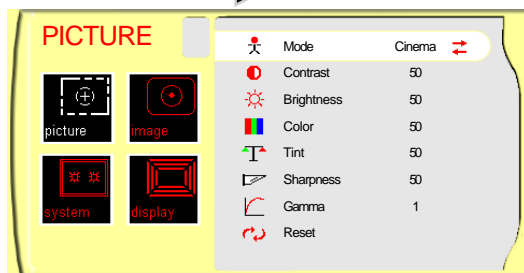 PICTURE
Mode Cinema
Contrast 50
Brightness 50
Color 50
Tint 50
Sharpness 50
Gamma 1
Reset
picture image
system display